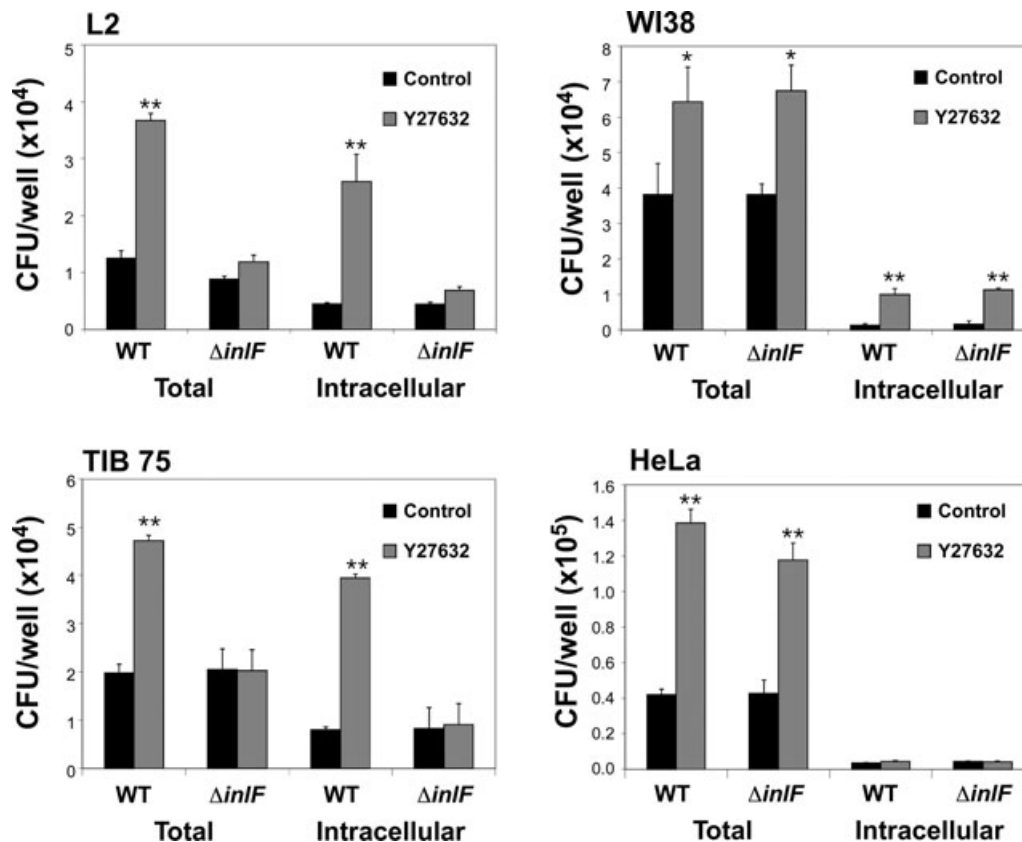 L2
CFU/well (x10⁴)
5
4
3
2
1
0
Control
Y27632
**
**
WT ΔinlF WT ΔinlF
Total Intracellular
WI38
CFU/well (x10⁴)
8
7
6
5
4
3
2
1
0
Control
Y27632
* *
** **
WT ΔinlF WT ΔinlF
Total Intracellular
TIB 75
CFU/well (x10⁴)
6
5
4
3
2
1
0
Control
Y27632
**
**
WT ΔinlF WT ΔinlF
Total Intracellular
HeLa
CFU/well (x10⁵)
1.6
1.4
1.2
1.0
0.8
0.6
0.4
0.2
0.0
Control
Y27632
**
**
WT ΔinlF WT ΔinlF
Total Intracellular